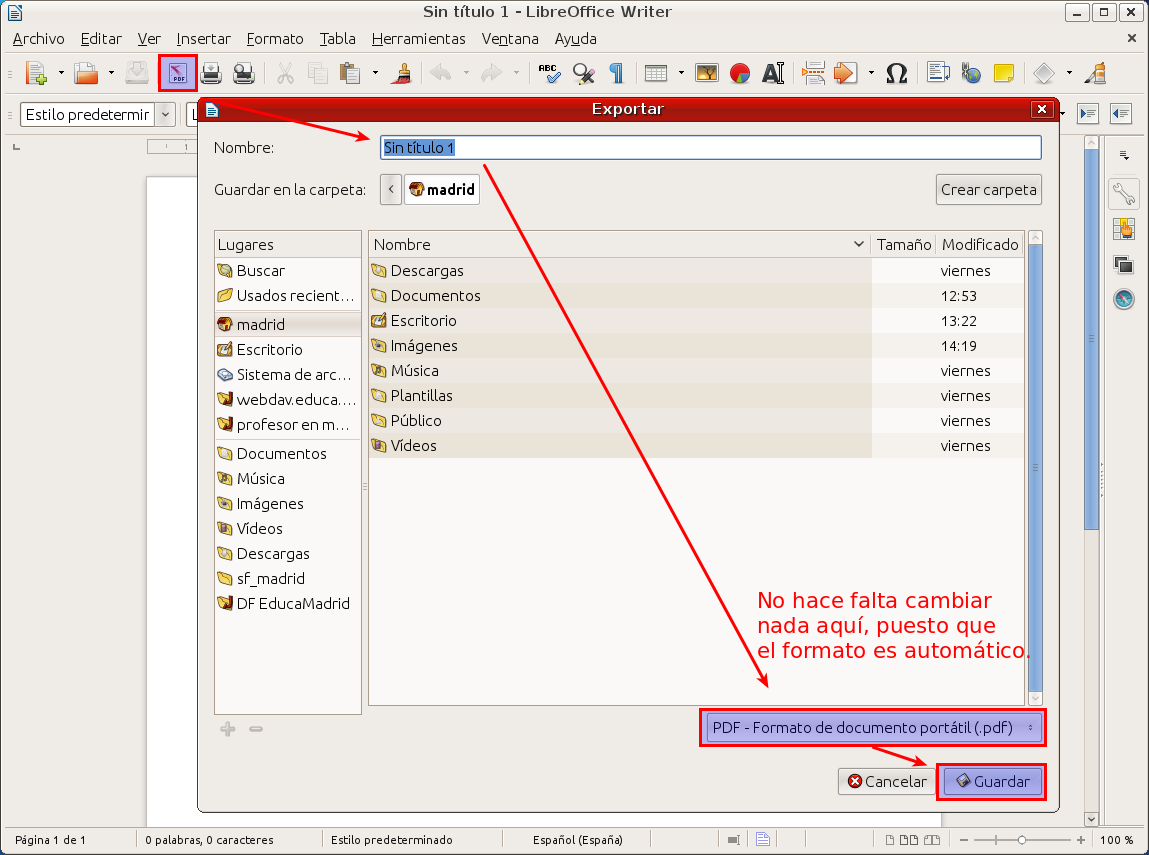 Sin título 1 - LibreOffice Writer
Archivo Editar Ver Insertar Formato Tabla Herramientas Ventana Ayuda
PDF
ABC
Estilo predetermir
Exportar
Nombre: Sin título 1
Guardar en la carpeta: madrid Crear carpeta
Lugares
Buscar
Usados recient...
madrid
Escritorio
Sistema de arc...
webdav.educa....
profesor en m...
Documentos
Música
Imágenes
Vídeos
Descargas
sf_madrid
DF EducaMadrid
Nombre Tamaño Modificado
Descargas viernes
Documentos 12:53
Escritorio 13:22
Imágenes 14:19
Música viernes
Plantillas viernes
Público viernes
Vídeos viernes
No hace falta cambiar
nada aquí, puesto que
el formato es automático.
PDF - Formato de documento portátil (.pdf)
Cancelar Guardar
Página 1 de 1 0 palabras, 0 caracteres Estilo predeterminado Español (España) 100 %